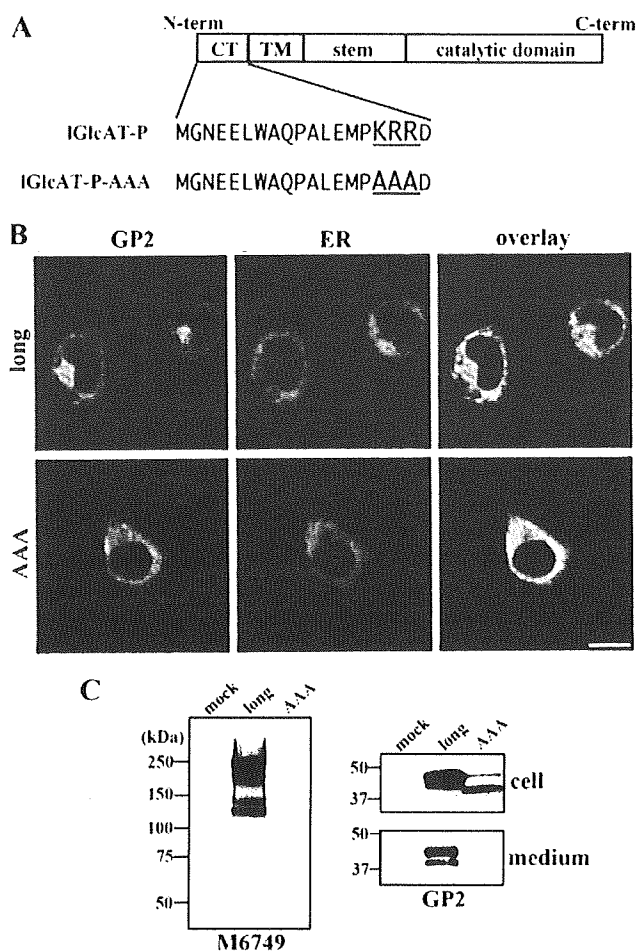 A
N-term C-term
CT TM stem catalytic domain
lGlcAT-P MGNEELWAQPALEMPKRRD
lGlcAT-P-AAA MGNEELWAQPALEMPAAAD
B
GP2 ER overlay
long
AAA
C
mock long AAA
(kDa)
250
150
100
75
50
M6749
mock long AAA
50
37
cell
50
37
medium
GP2